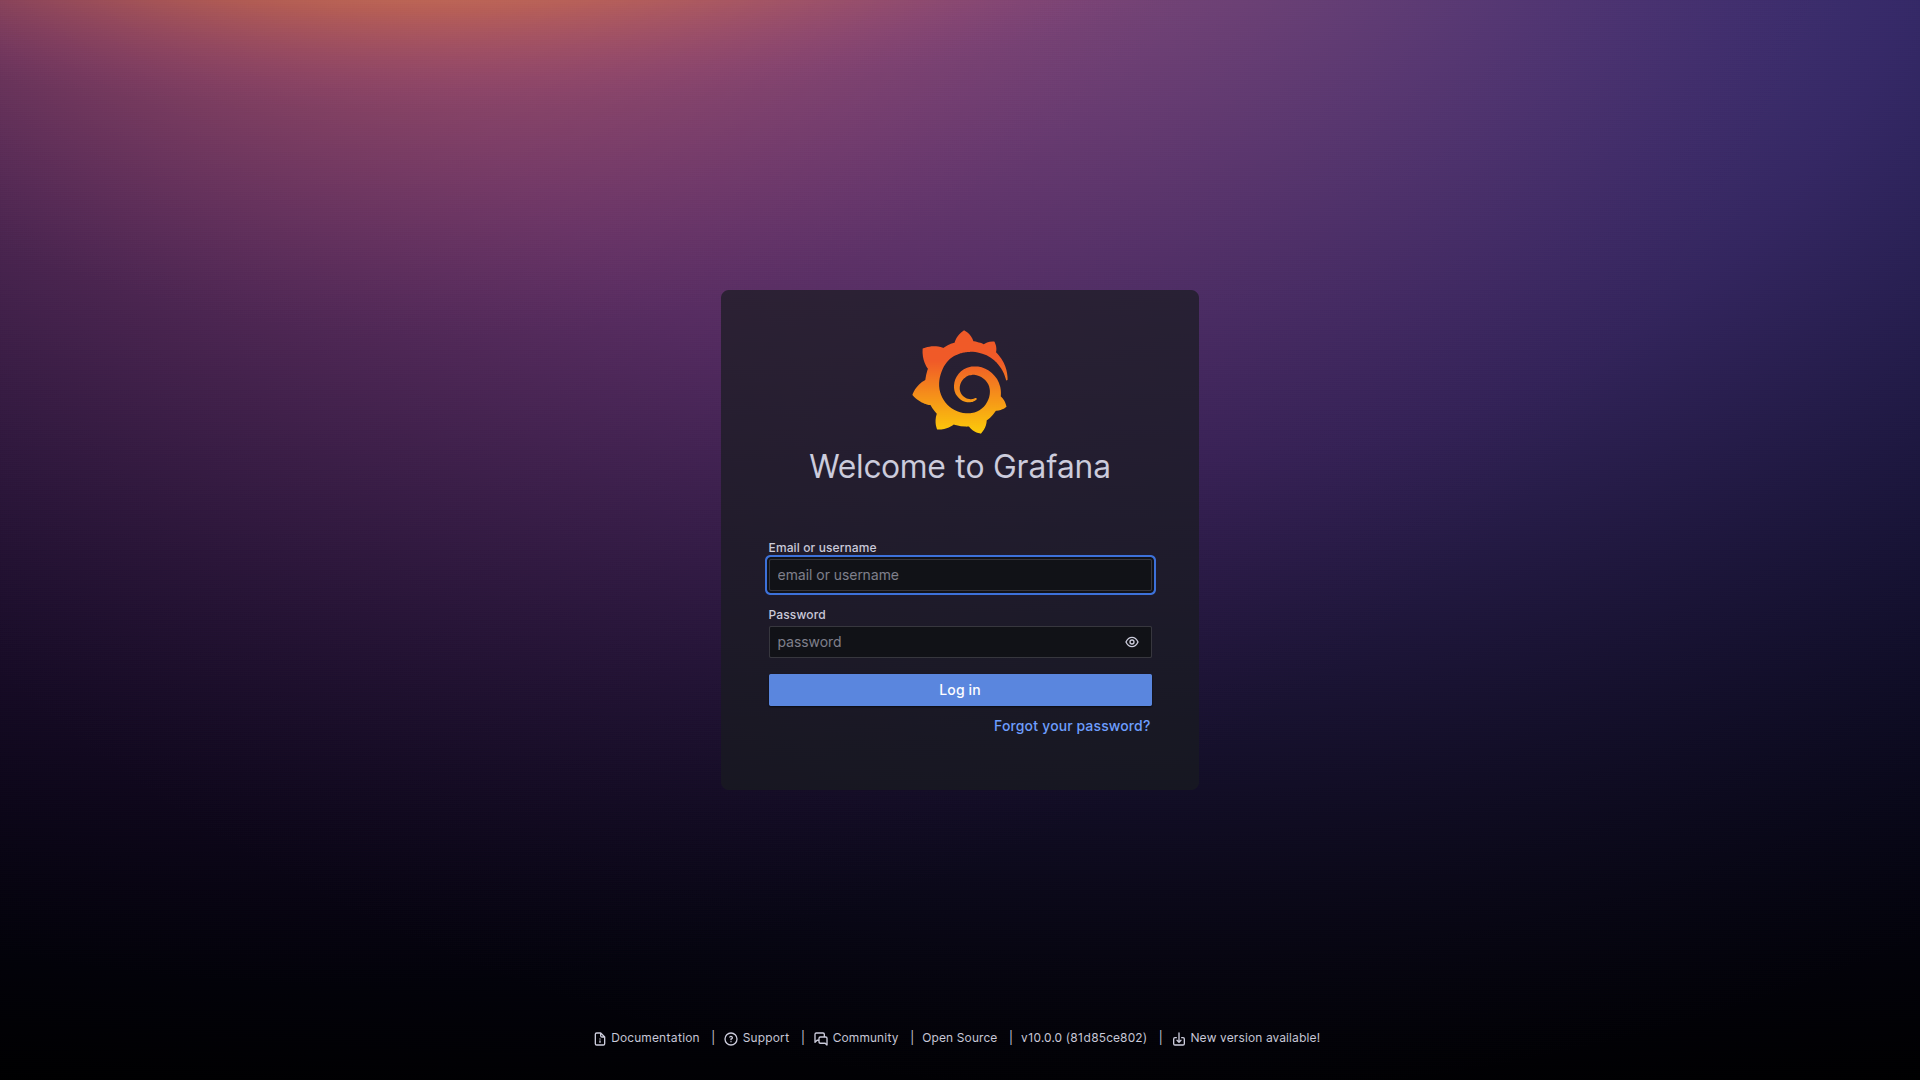 Welcome to Grafana
Email or username
email or username
Password
password
Log in
Forgot your password?
Documentation | Support | Community | Open Source | v10.0.0 (81d85ce802) | New version available!